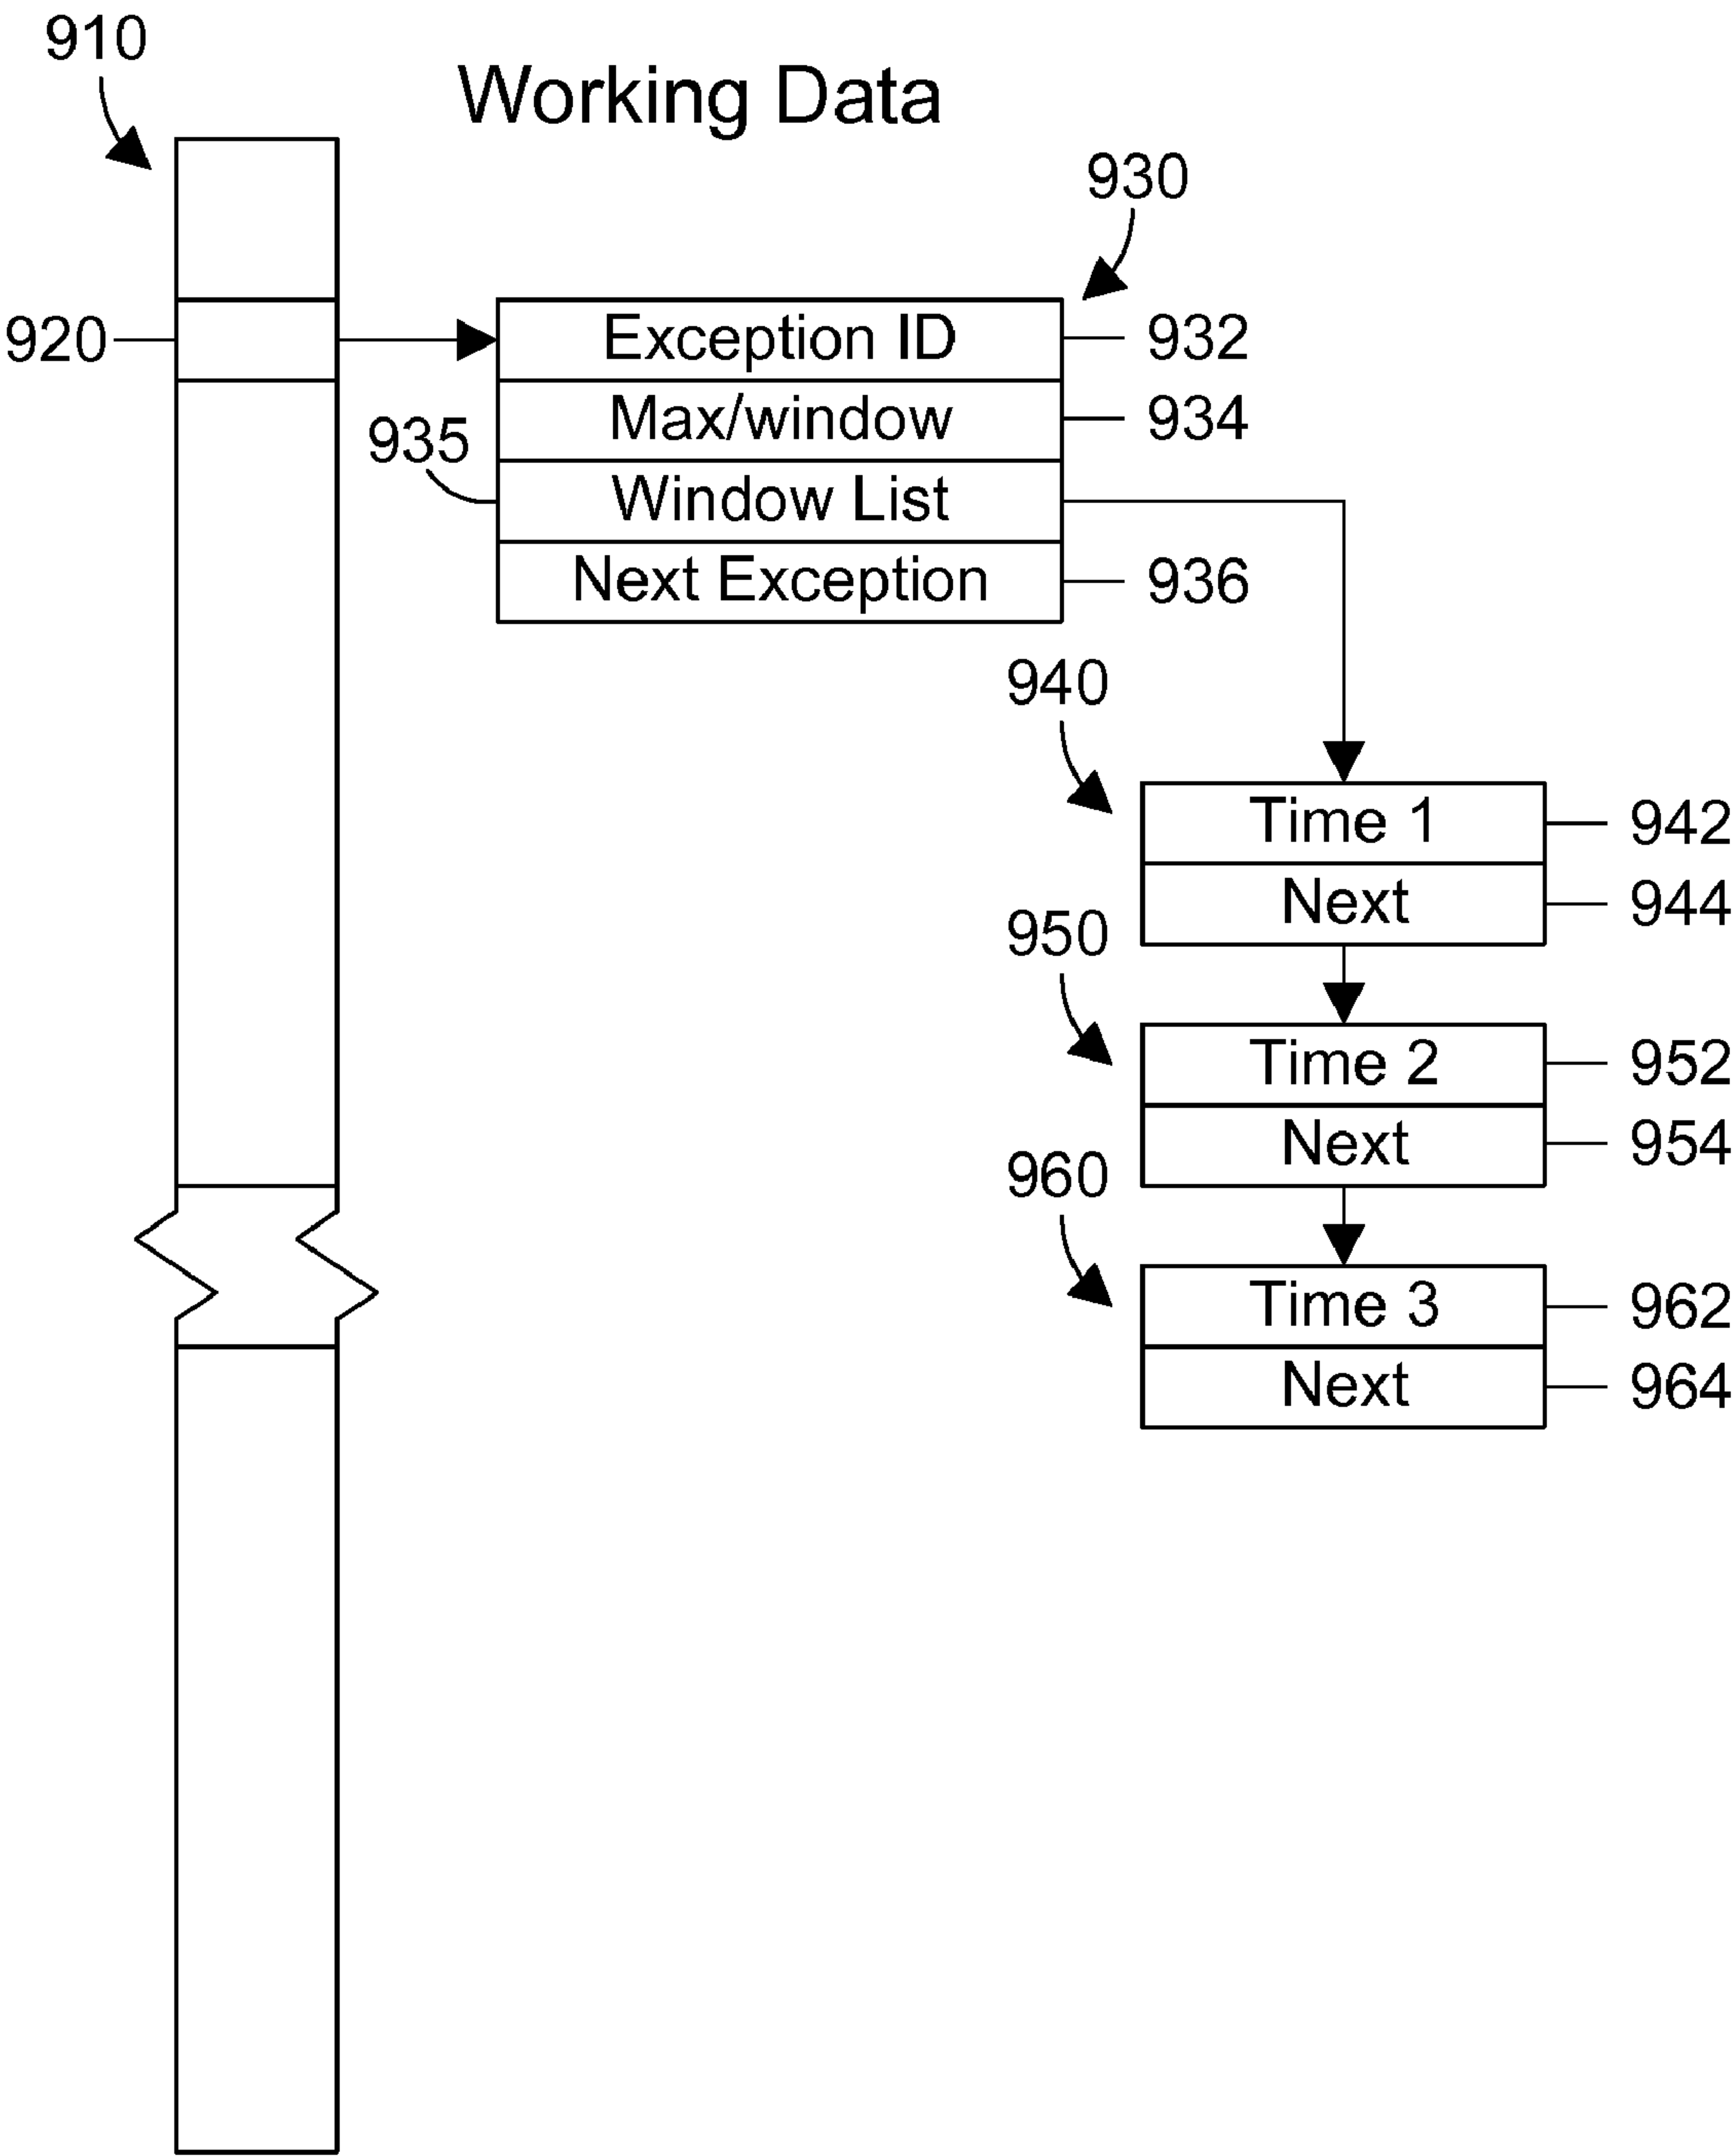 910
Working Data
930
920
Exception ID
932
Max/window
934
935
Window List
Next Exception
936
940
Time 1
942
Next
944
950
Time 2
952
Next
954
960
Time 3
962
Next
964